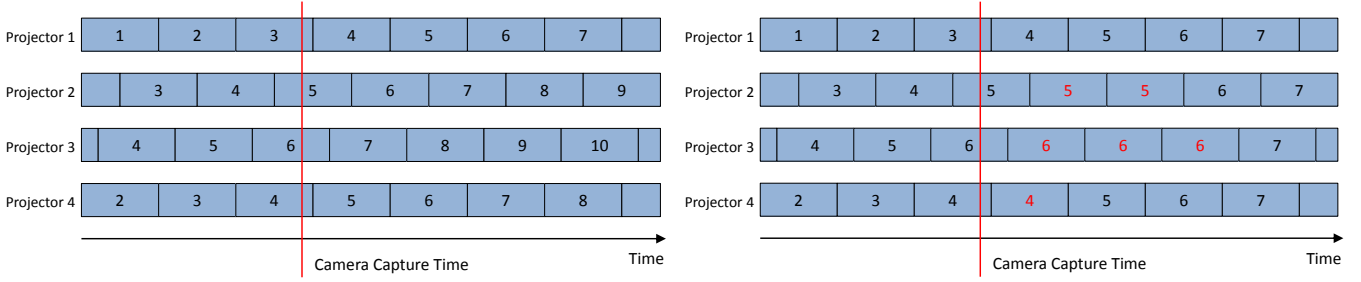 Projector 1 1 2 3 4 5 6 7
Projector 2 3 4 5 6 7 8 9
Projector 3 4 5 6 7 8 9 10
Projector 4 2 3 4 5 6 7 8
Camera Capture Time Time
Projector 1 1 2 3 4 5 6 7
Projector 2 3 4 5 5 5 6 7
Projector 3 4 5 6 6 6 6 7
Projector 4 2 3 4 4 5 6 7
Camera Capture Time Time